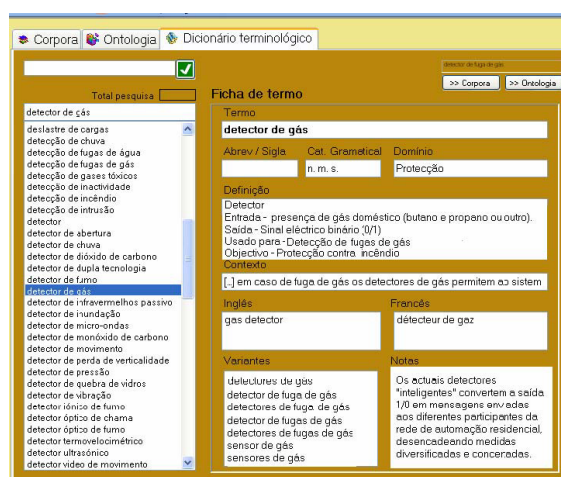 Corpora Ontologia Dicionário terminológico
detector de fuga de gás
>> Corpora >> Ontologia
Total pesquisa
Ficha de termo
detector de gás
deslastre de cargas
detecção de chuva
detecção de fugas de água
detecção de fugas de gás
detecção de gases tóxicos
detecção de inactividade
detecção de incêndio
detecção de intrusão
detector
detector de abertura
detector de chuva
detector de dióxido de carbono
detector de dupla tecnologia
detector de fumo
detector de gás
detector de infravermelhos passivo
detector de inundação
detector de micro-ondas
detector de monóxido de carbono
detector de movimento
detector de perda de verticalidade
detector de pressão
detector de quebra de vidros
detector de vibração
detector iónico de fumo
detector óptico de chama
detector óptico de fumo
detector termovelocimétrico
detector ultrasónico
detector video de movimento
Termo
detector de gás
Abrev / Sigla Cat. Gramatical Domínio
n. m. s. Protecção
Definição
Detector
Entrada - presença de gás doméstico (butano e propano ou outro).
Saída - Sinal eléctrico binário (0/1)
Usado para - Detecção de fugas de gás
Objectivo - Protecção contra incêndio
Contexto
[..] em caso de fuga de gás os detectores de gás permitem ao sistem
Inglês Francês
gas detector détecteur de gaz
Variantes
detectores de gás
detector de fuga de gás
detectores de fuga de gás
detector de fugas de gás
detectores de fugas de gás
sensor de gás
sensores de gás
Notas
Os actuais detectores
"inteligentes" convertem a saída
1/0 em mensagens enviadas
aos diferentes participantes da
rede de automação residencial,
desencadeando medidas
diversificadas e concertadas.